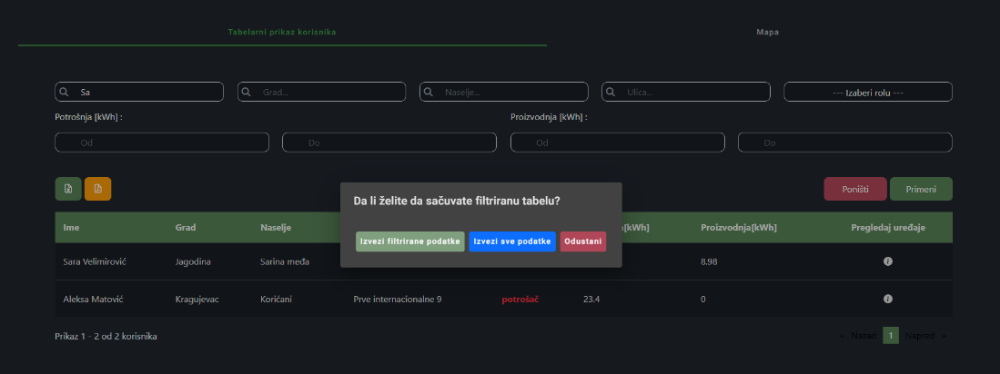 Tabelarni prikaz korisnika Mapa
Sa Grad... Naselje... Ulica... --- Izaberi rolu ---
Potrošnja [kWh] : Proizvodnja [kWh] :
Od Do Od Do
Poništi Primeni
Da li želite da sačuvate filtriranu tabelu?
Ime Grad Naselje [kWh] Proizvodnja[kWh] Pregledaj uređaje
Izvezi filtrirane podatke Izvezi sve podatke Odustani
Sara Velimirović Jagodina Sarina međa 8.98
Aleksa Matović Kragujevac Korićani Prve internacionalne 9 potrošač 23.4 0
Prikaz 1 - 2 od 2 korisnika « Nazad 1 Napred »